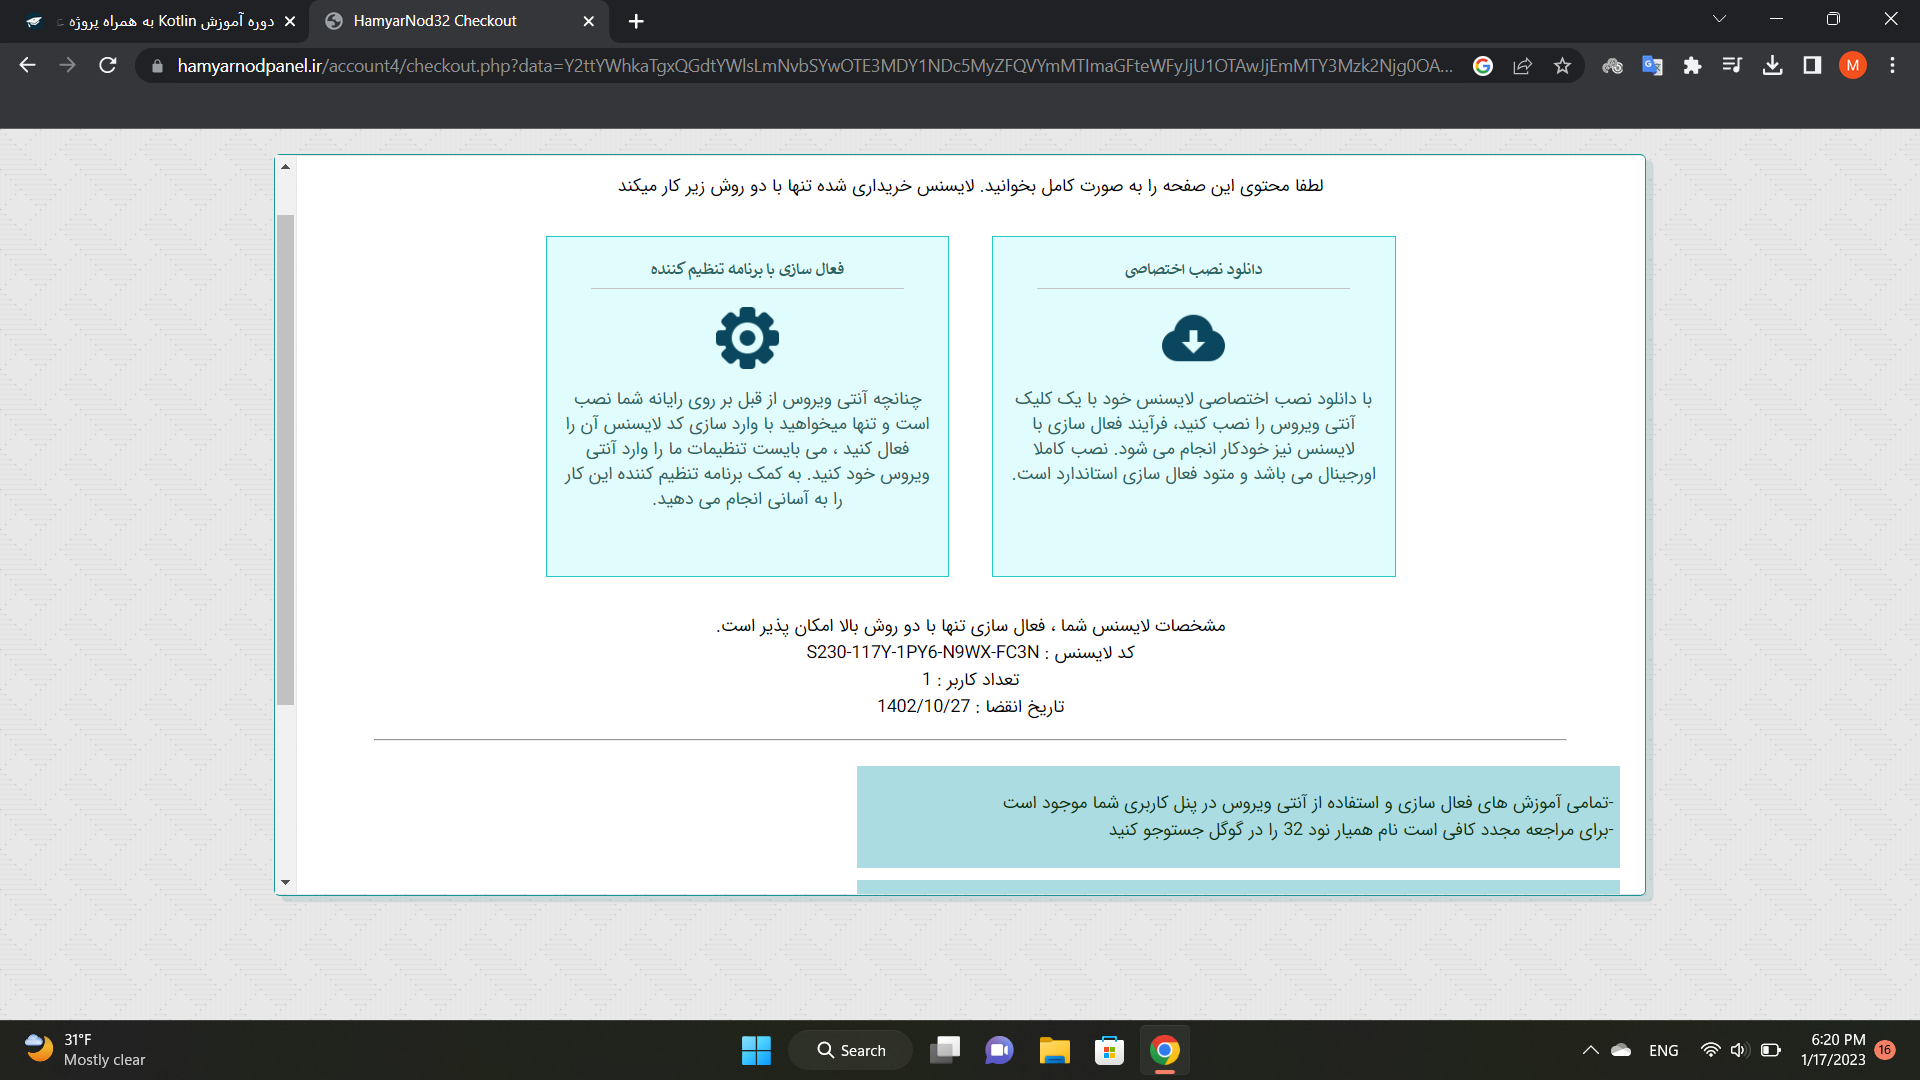 دوره آموزش Kotlin به همراه پروژه
HamyarNod32 Checkout
hamyarnodpanel.ir/account4/checkout.php?data=Y2ttYWhkaTgxQGdtYWlsLmNvbSYwOTE3MDY1NDc5MyZFQVYmMTImaGFteWFyJjU1OTAwJjEmMTY3Mzk2Njg0OA...
M
لطفا محتوی این صفحه را به صورت کامل بخوانید. لایسنس خریداری شده تنها با دو روش زیر کار میکند
دانلود نصب اختصاصی
با دانلود نصب اختصاصی لایسنس خود با یک کلیک
آنتی ویروس را نصب کنید، فرآیند فعال سازی با
لایسنس نیز خودکار انجام می شود. نصب کاملا
اورجینال می باشد و متود فعال سازی استاندارد است.
فعال سازی با برنامه تنظیم کننده
چنانچه آنتی ویروس از قبل بر روی رایانه شما نصب
است و تنها میخواهید با وارد سازی کد لایسنس آن را
فعال کنید ، می بایست تنظیمات ما را وارد آنتی
ویروس خود کنید. به کمک برنامه تنظیم کننده این کار
را به آسانی انجام می دهید.
مشخصات لایسنس شما ، فعال سازی تنها با دو روش بالا امکان پذیر است.
کد لایسنس : S230-117Y-1PY6-N9WX-FC3N
تعداد کاربر : 1
تاریخ انقضا : 1402/10/27
-تمامی آموزش های فعال سازی و استفاده از آنتی ویروس در پنل کاربری شما موجود است
-برای مراجعه مجدد کافی است نام همیار نود 32 را در گوگل جستوجو کنید
31°F
Mostly clear
Search
ENG
6:20 PM
1/17/2023
16